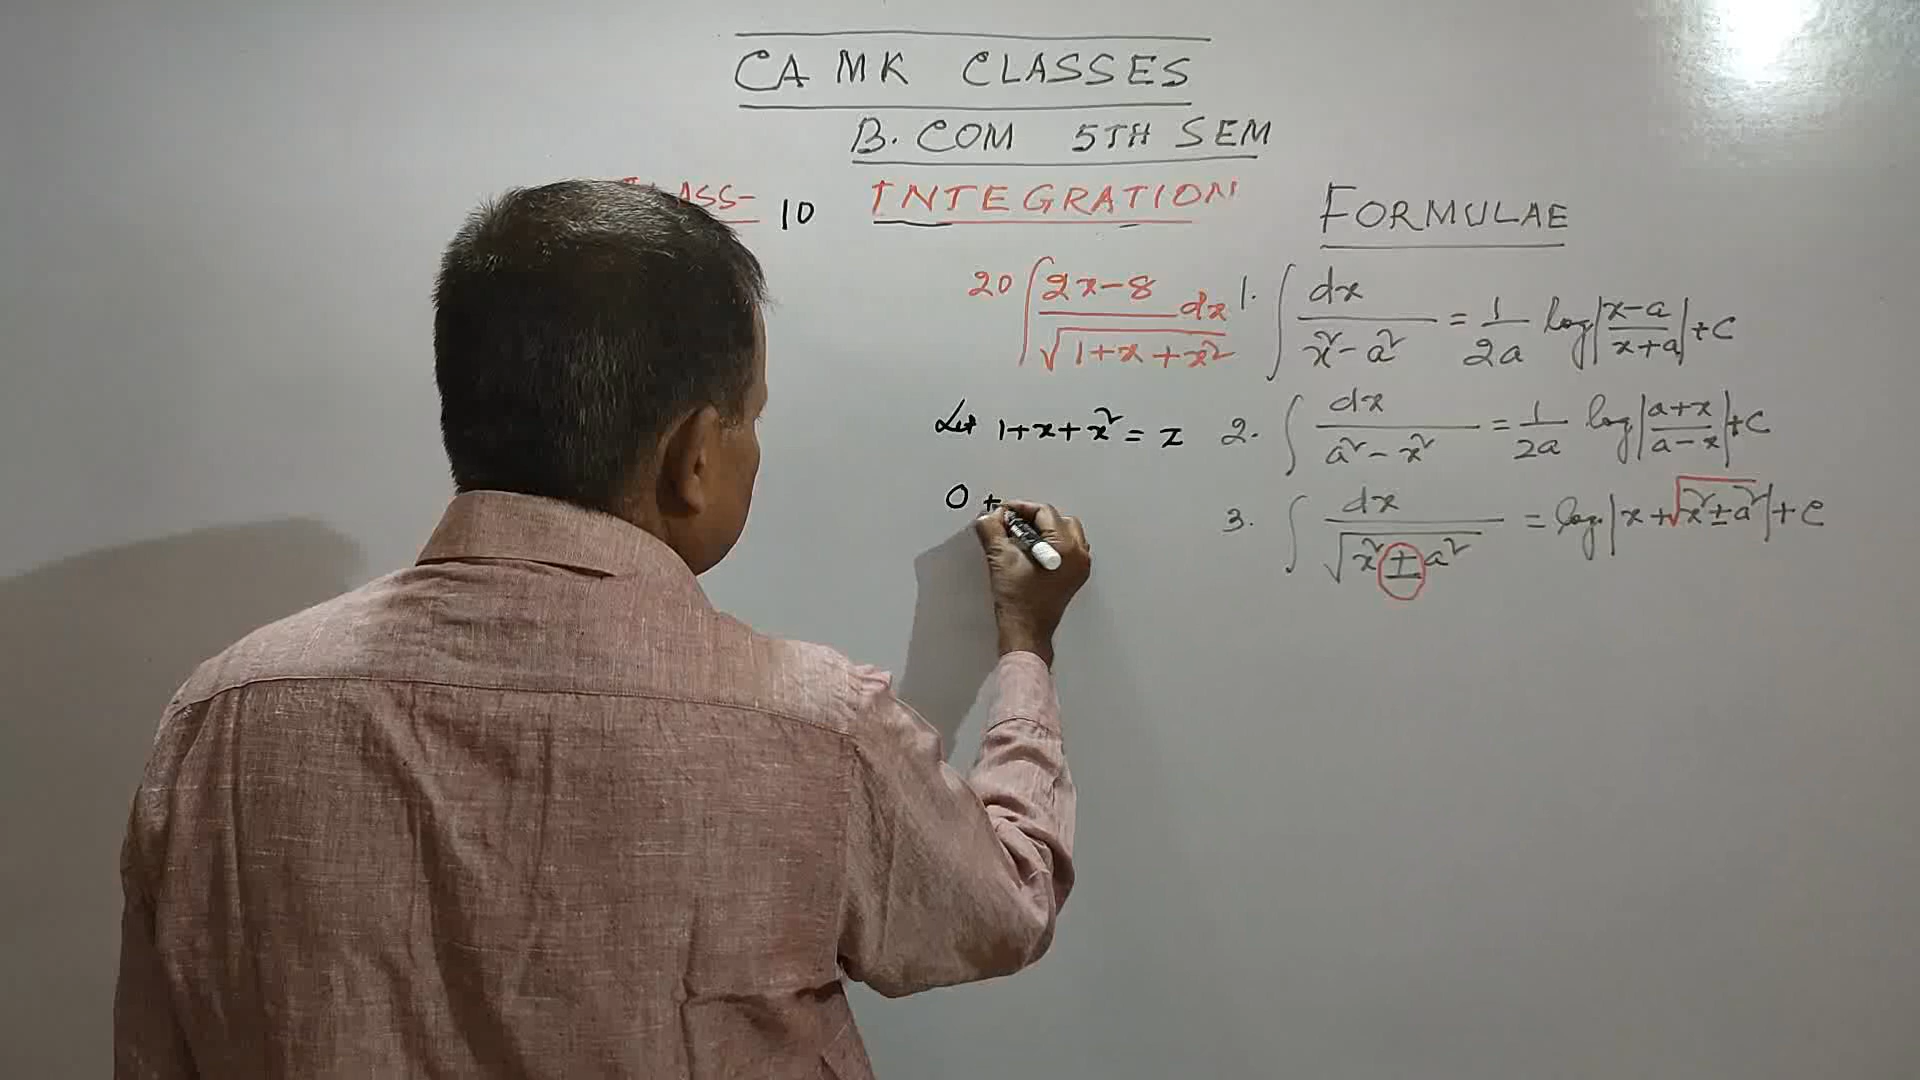 CA MK CLASSES
B. COM 5TH SEM
10 INTEGRATION
20 ∫ 2x-8 / √1+x+x² dx
Let 1+x+x² = z
0 +
FORMULAE
1. ∫ dx / x²-a² = 1/2a log|x-a / x+a|+c
2. ∫ dx / a²-x² = 1/2a log|a+x / a-x|+c
3. ∫ dx / √x²±a² = log|x+√x²±a²|+c